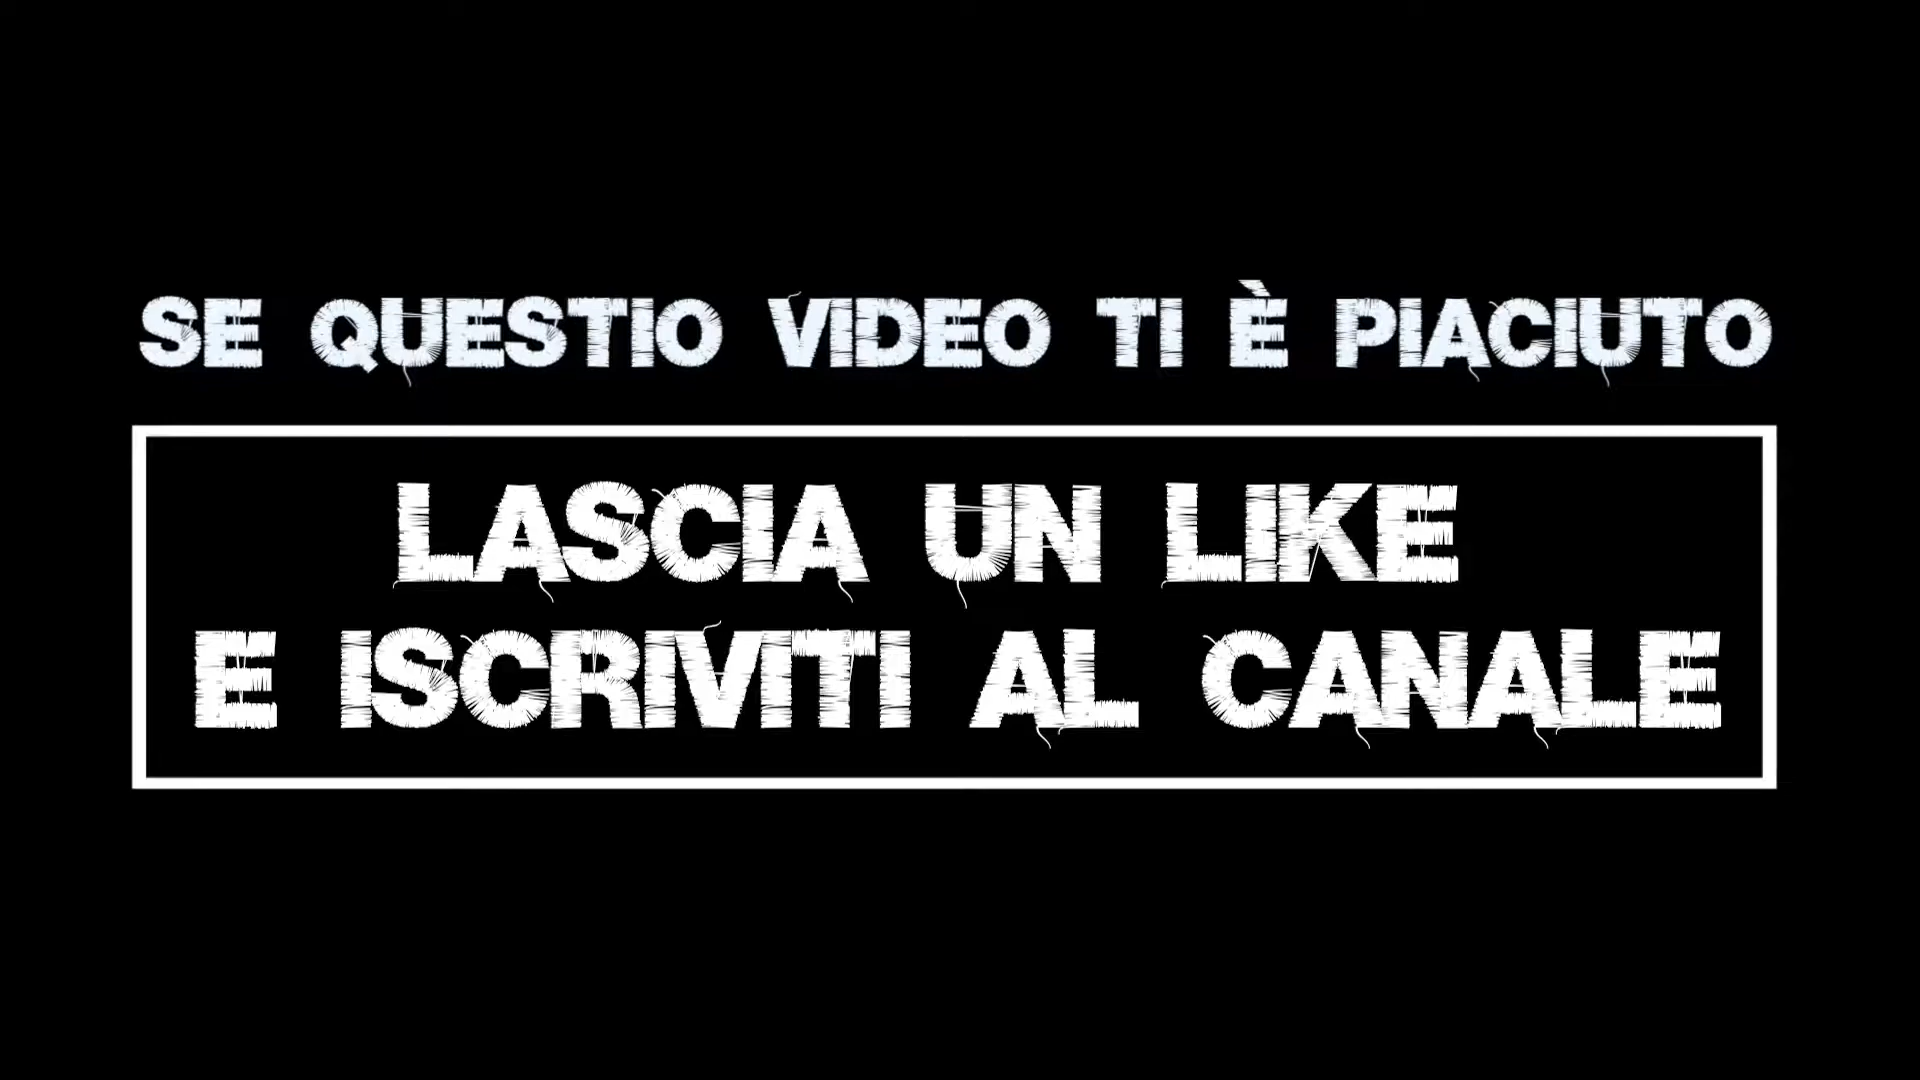 SE QUESTIO VIDEO TI È PIACIUTO
LASCIA UN LIKE
E ISCRIVITI AL CANALE